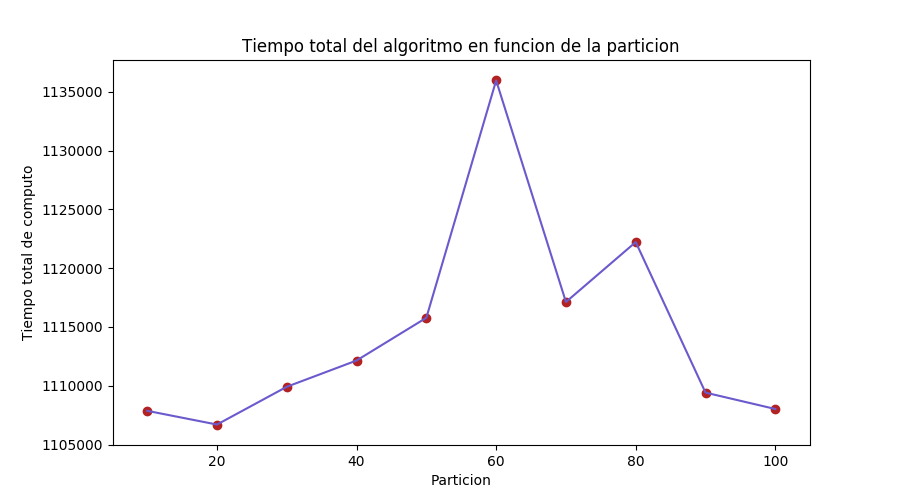 Tiempo total del algoritmo en funcion de la particion
Tiempo total de computo
1135000
1130000
1125000
1120000
1115000
1110000
1105000
20 40 60 80 100
Particion